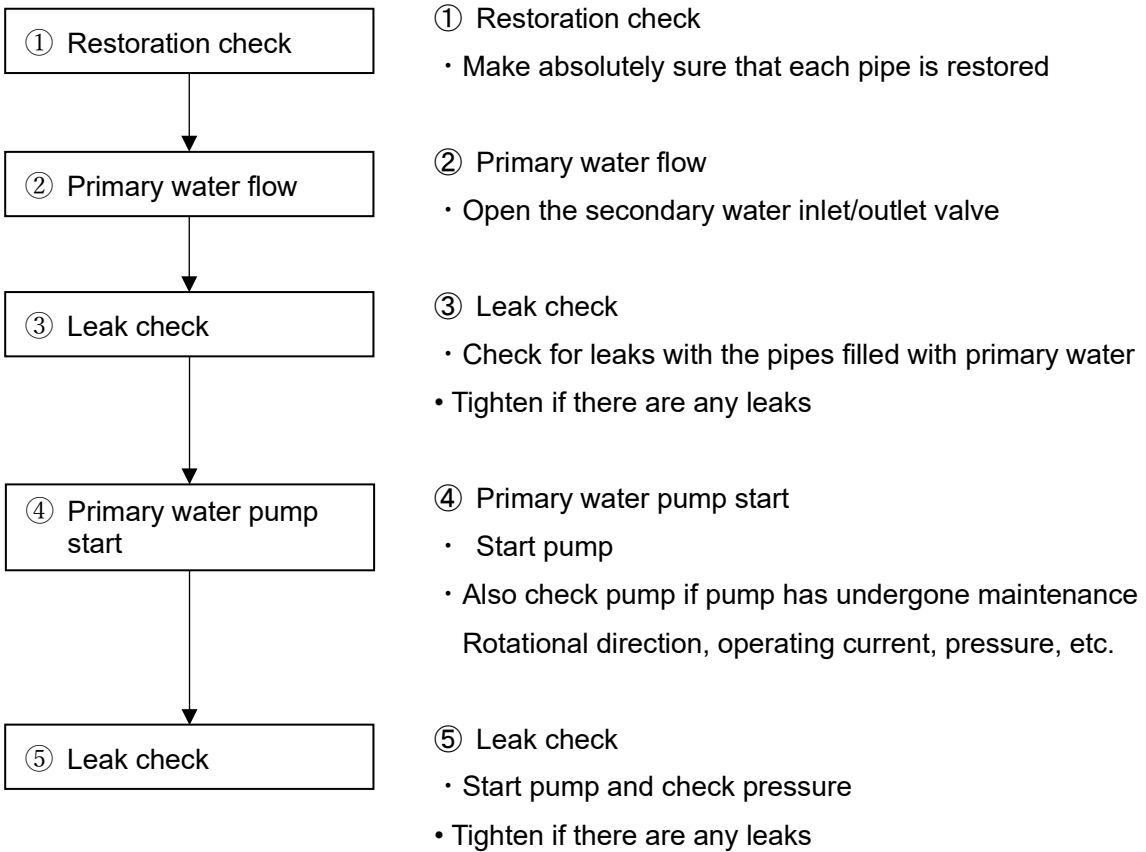 ① Restoration check
② Primary water flow
③ Leak check
④ Primary water pump
start
⑤ Leak check
① Restoration check
・Make absolutely sure that each pipe is restored
② Primary water flow
・Open the secondary water inlet/outlet valve
③ Leak check
・Check for leaks with the pipes filled with primary water
• Tighten if there are any leaks
④ Primary water pump start
・ Start pump
・Also check pump if pump has undergone maintenance
Rotational direction, operating current, pressure, etc.
⑤ Leak check
・Start pump and check pressure
• Tighten if there are any leaks